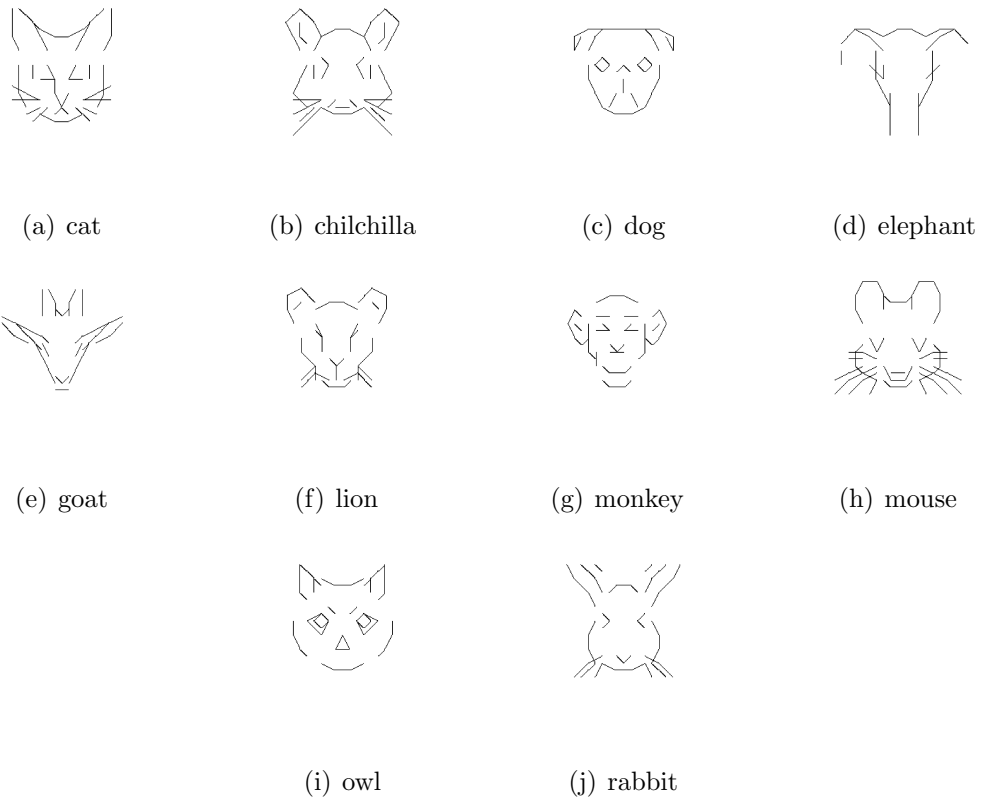 (a) cat
(b) chilchilla
(c) dog
(d) elephant
(e) goat
(f) lion
(g) monkey
(h) mouse
(i) owl
(j) rabbit